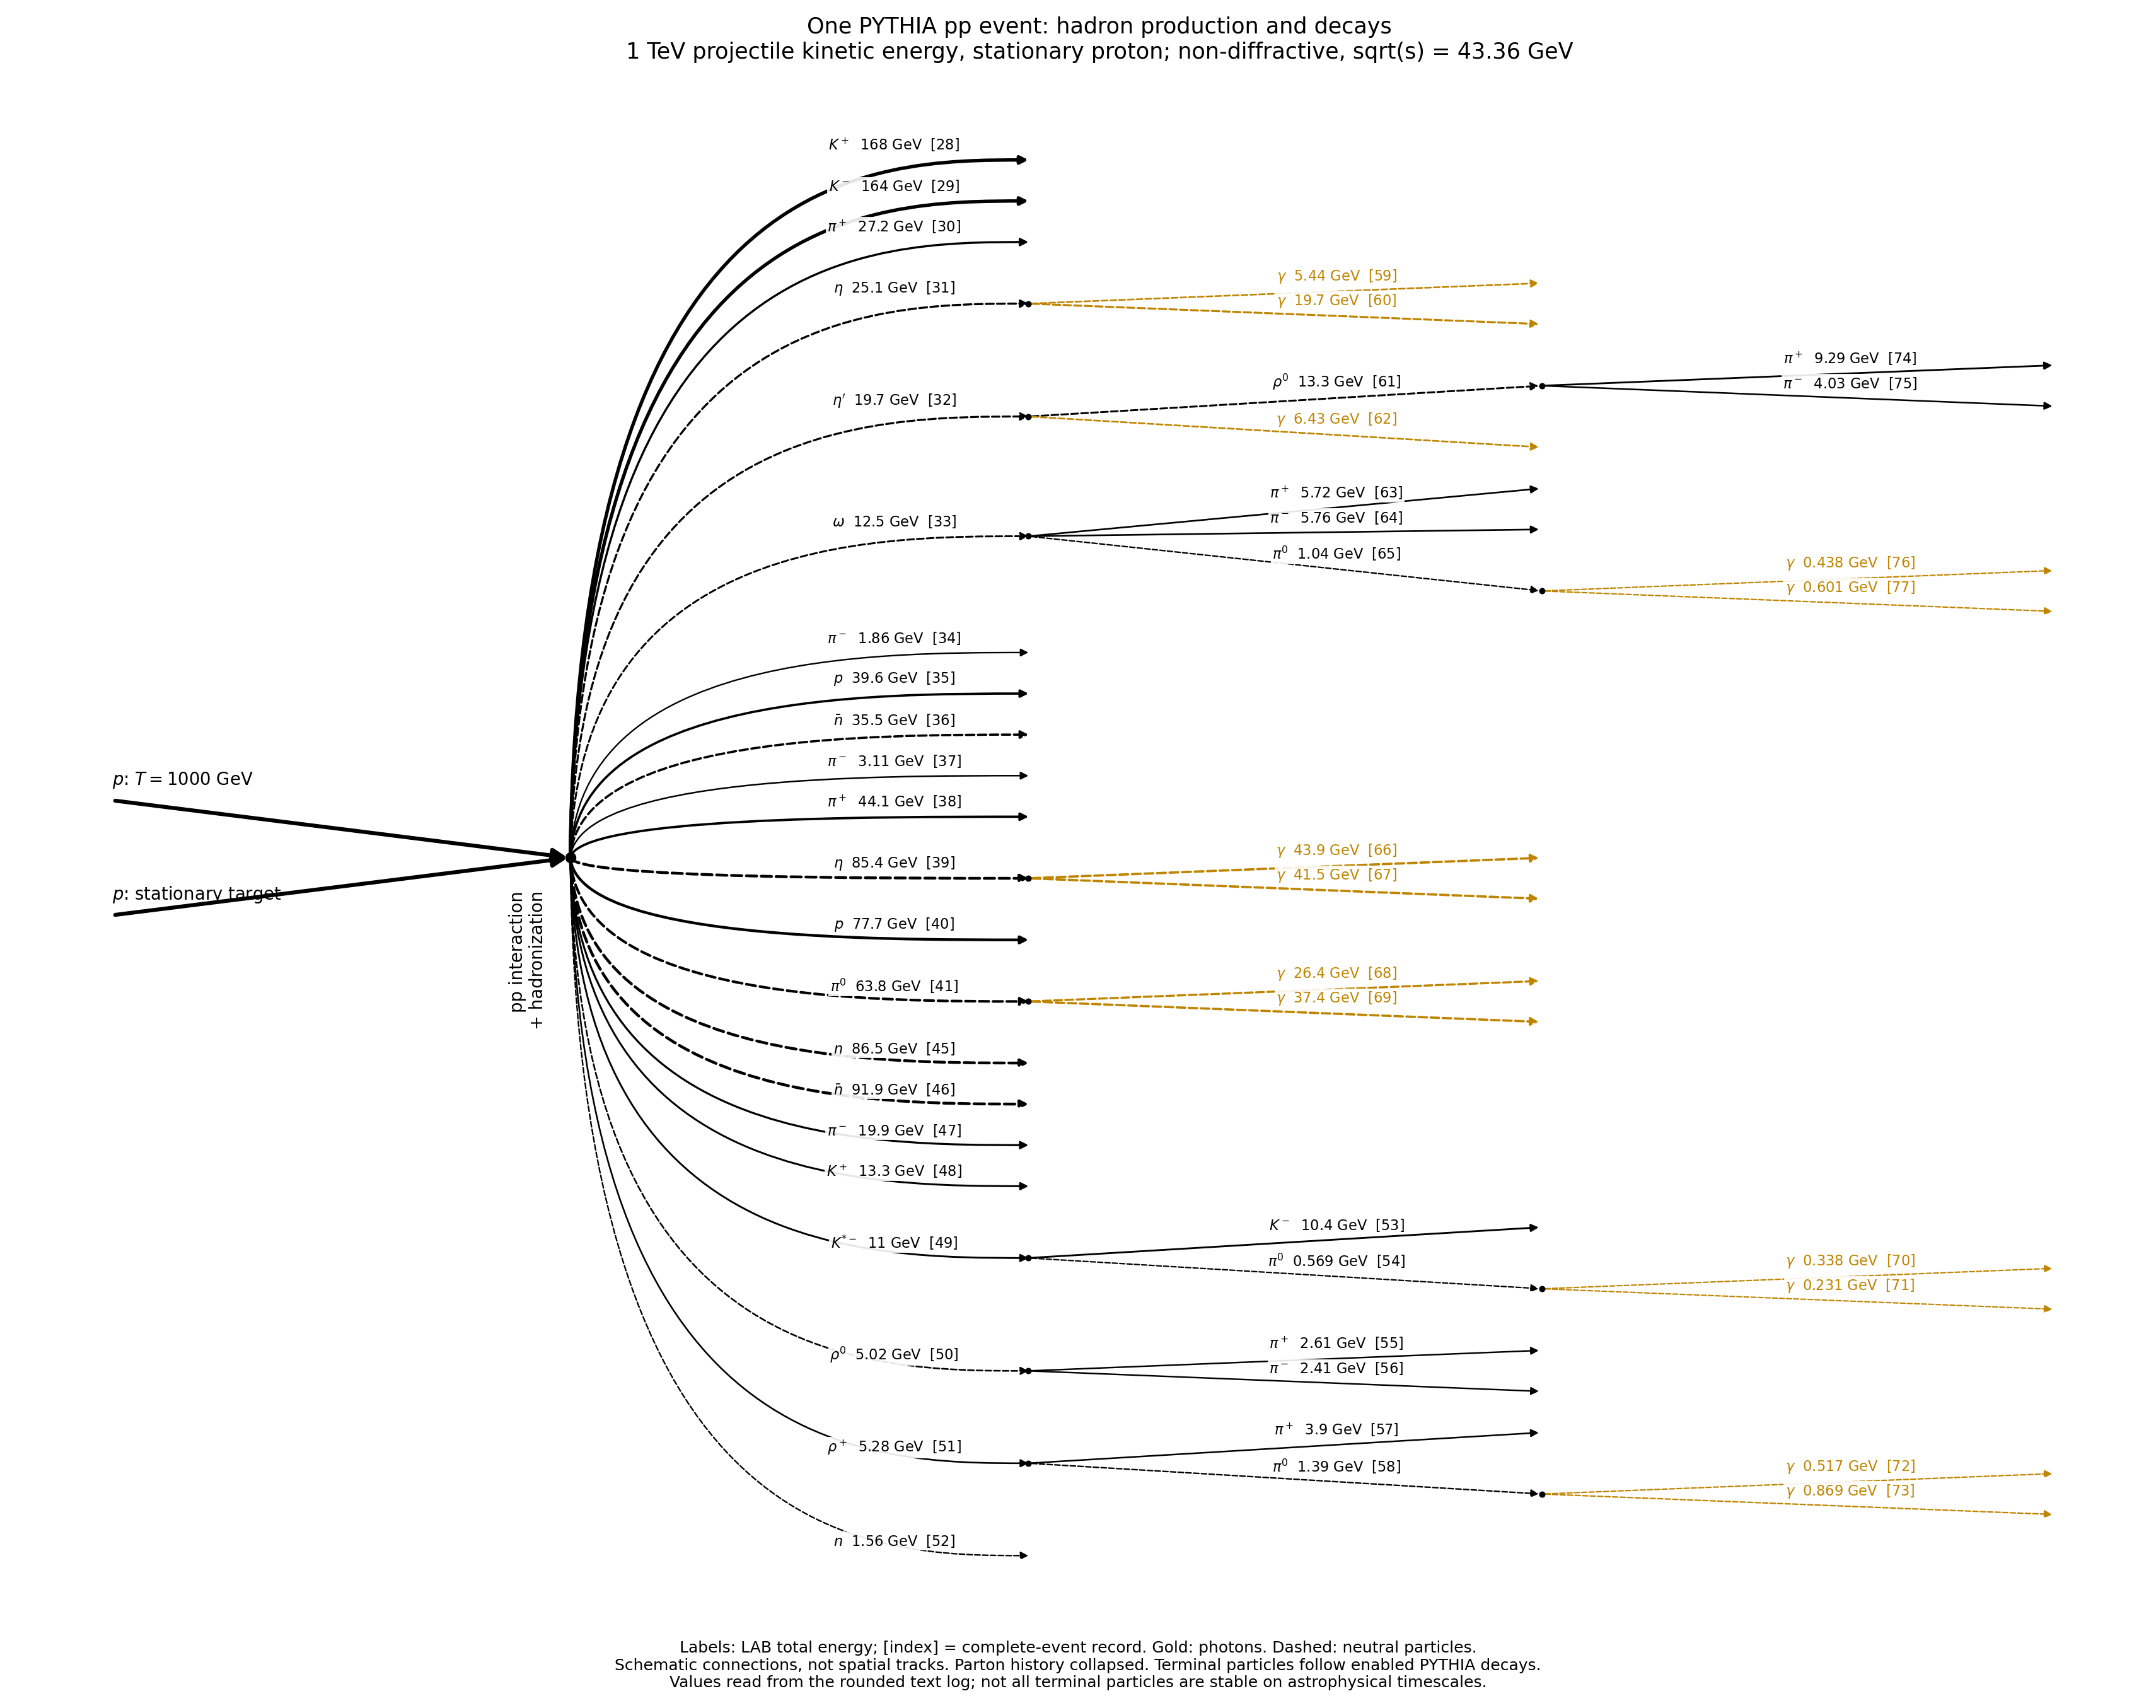 One PYTHIA pp event: hadron production and decays
1 TeV projectile kinetic energy, stationary proton; non-diffractive, sqrt(s) = 43.36 GeV
K⁺ 168 GeV [28]
K⁻ 164 GeV [29]
π⁺ 27.2 GeV [30]
η 25.1 GeV [31]
γ 5.44 GeV [59]
γ 19.7 GeV [60]
η′ 19.7 GeV [32]
ρ⁰ 13.3 GeV [61]
γ 6.43 GeV [62]
π⁺ 9.29 GeV [74]
π⁻ 4.03 GeV [75]
ω 12.5 GeV [33]
π⁺ 5.72 GeV [63]
π⁻ 5.76 GeV [64]
π⁰ 1.04 GeV [65]
γ 0.438 GeV [76]
γ 0.601 GeV [77]
π⁻ 1.86 GeV [34]
p 39.6 GeV [35]
n̄ 35.5 GeV [36]
π⁻ 3.11 GeV [37]
π⁺ 44.1 GeV [38]
p: T = 1000 GeV
p: stationary target
pp interaction
+ hadronization
η 85.4 GeV [39]
γ 43.9 GeV [66]
γ 41.5 GeV [67]
p 77.7 GeV [40]
π⁰ 63.8 GeV [41]
γ 26.4 GeV [68]
γ 37.4 GeV [69]
n 86.5 GeV [45]
n̄ 91.9 GeV [46]
π⁻ 19.9 GeV [47]
K⁺ 13.3 GeV [48]
K*⁻ 11 GeV [49]
K⁻ 10.4 GeV [53]
π⁰ 0.569 GeV [54]
γ 0.338 GeV [70]
γ 0.231 GeV [71]
ρ⁰ 5.02 GeV [50]
π⁺ 2.61 GeV [55]
π⁻ 2.41 GeV [56]
ρ⁺ 5.28 GeV [51]
π⁺ 3.9 GeV [57]
π⁰ 1.39 GeV [58]
γ 0.517 GeV [72]
γ 0.869 GeV [73]
n 1.56 GeV [52]
Labels: LAB total energy; [index] = complete-event record. Gold: photons. Dashed: neutral particles.
Schematic connections, not spatial tracks. Parton history collapsed. Terminal particles follow enabled PYTHIA decays.
Values read from the rounded text log; not all terminal particles are stable on astrophysical timescales.